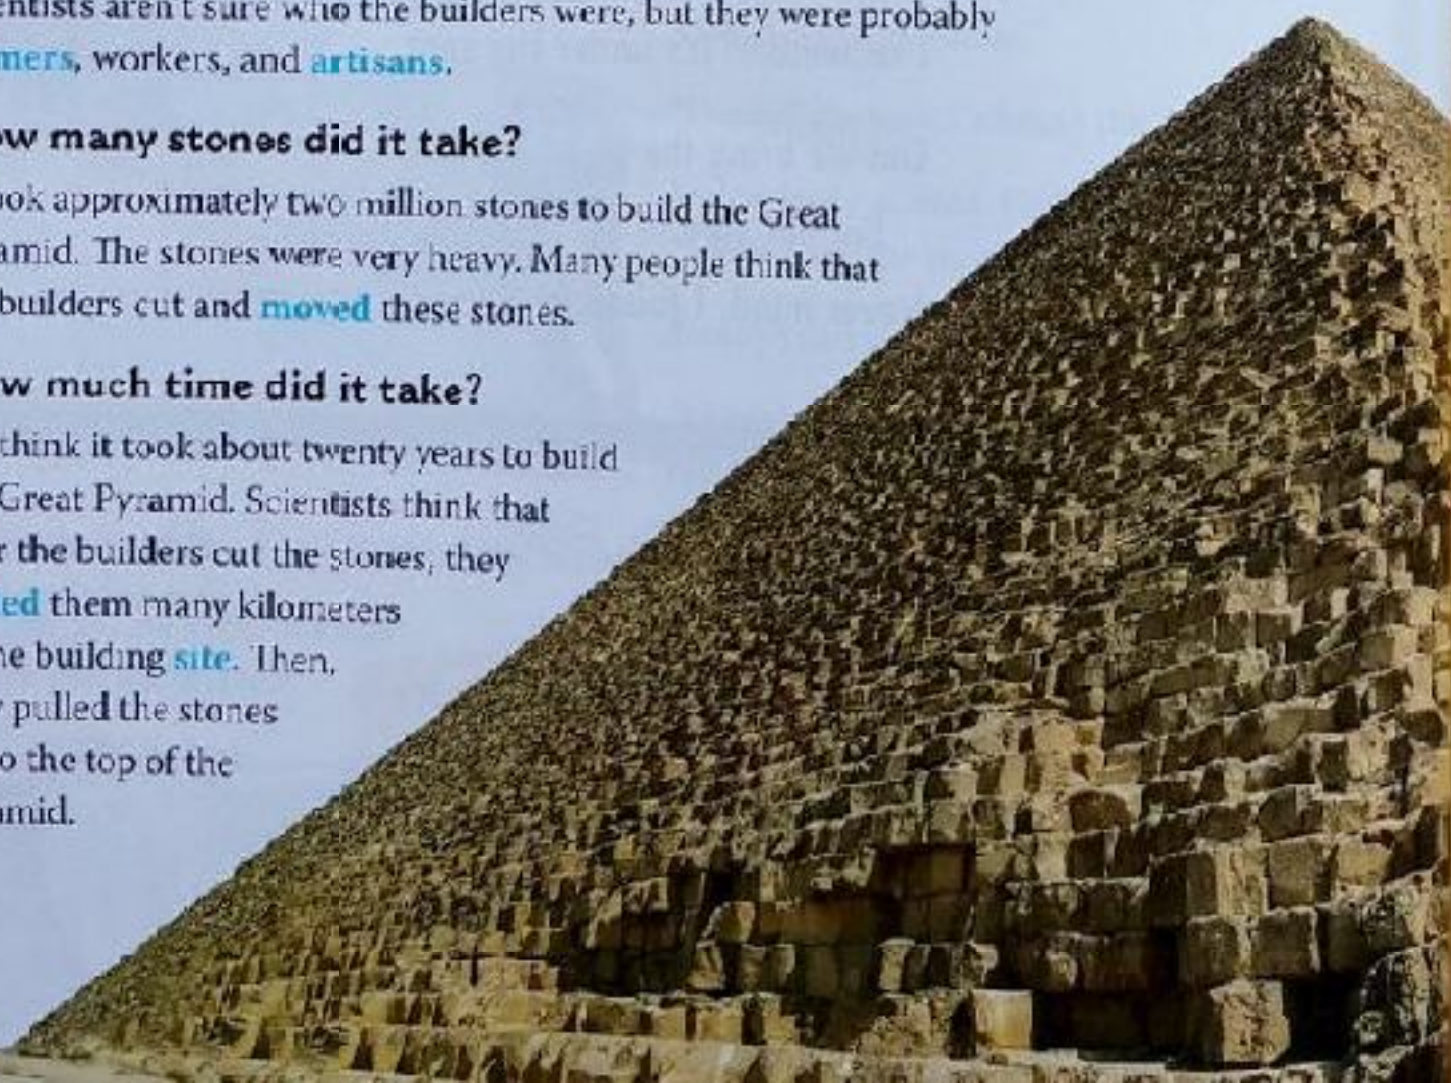 entists aren't sure who the builders were, but they were probably
mers, workers, and artisans.
ow many stones did it take?
ook approximately two million stones to build the Great
amid. The stones were very heavy. Many people think that
builders cut and moved these stones.
w much time did it take?
think it took about twenty years to build
Great Pyramid. Scientists think that
r the builders cut the stones, they
ed them many kilometers
he building site. Then,
y pulled the stones
o the top of the
amid.